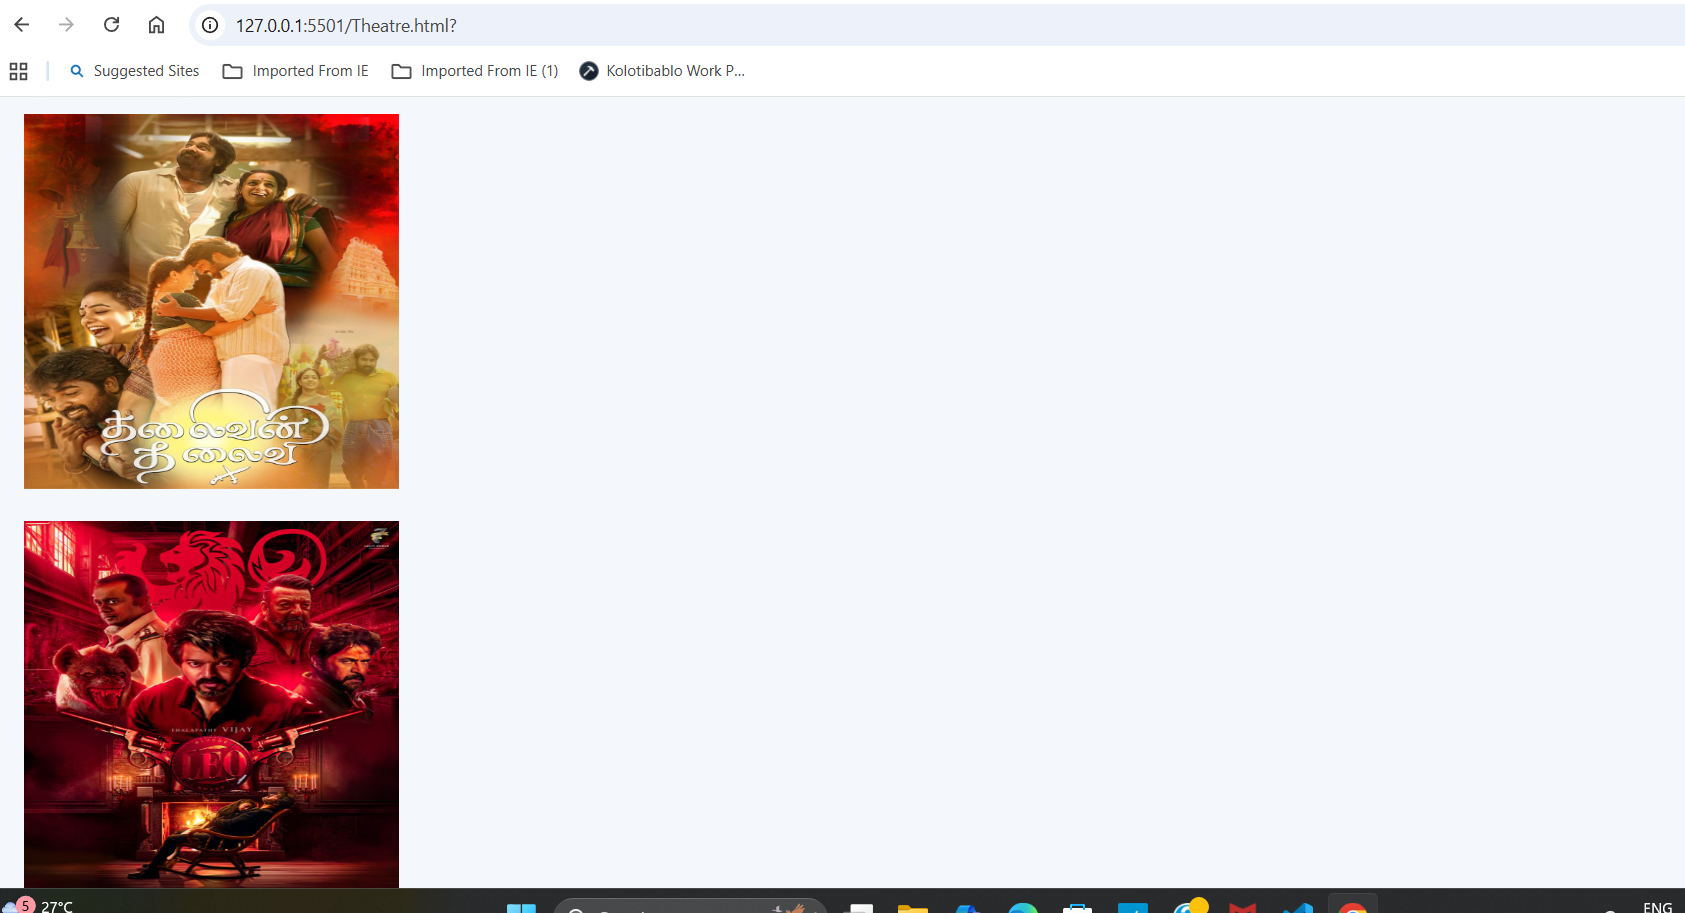 127.0.0.1:5501/Theatre.html?
Suggested Sites
Imported From IE
Imported From IE (1)
Kolotibablo Work P...
தலைவன்
தலைவி
THALAPATHY VIJAY
LEO
5
27°C
ENG